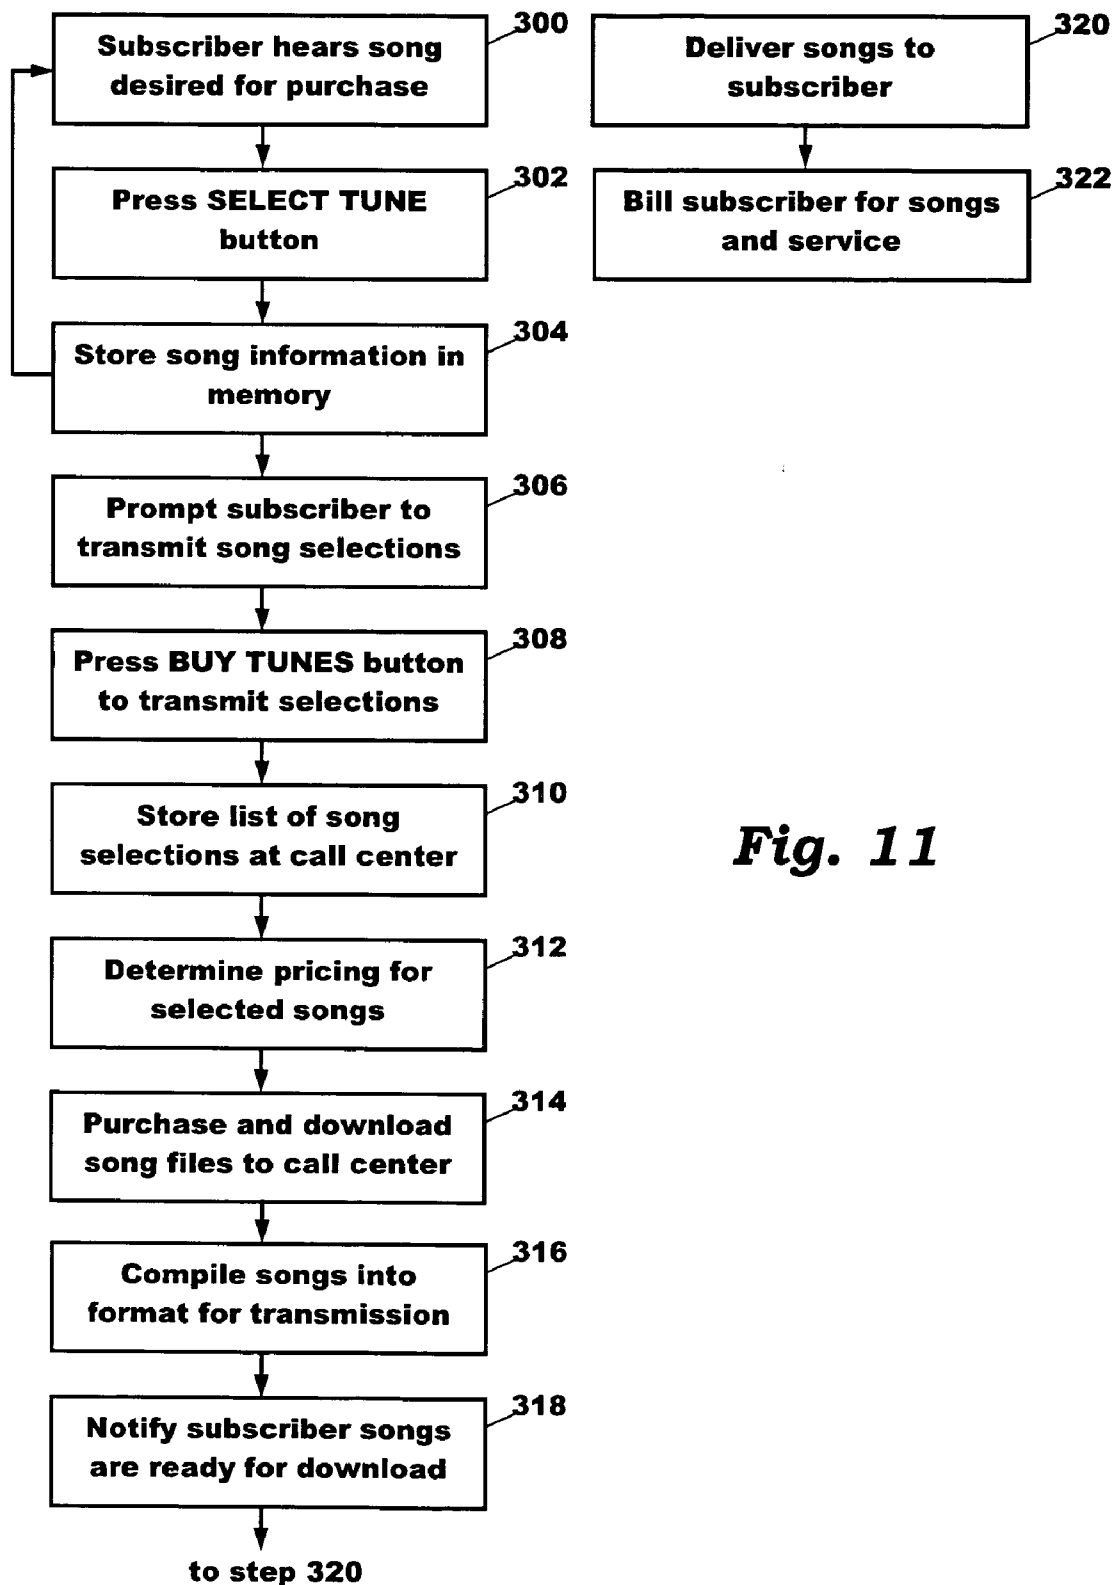 300
Subscriber hears song
desired for purchase
302
Press SELECT TUNE
button
304
Store song information in
memory
306
Prompt subscriber to
transmit song selections
308
Press BUY TUNES button
to transmit selections
310
Store list of song
selections at call center
312
Determine pricing for
selected songs
314
Purchase and download
song files to call center
316
Compile songs into
format for transmission
318
Notify subscriber songs
are ready for download
to step 320
320
Deliver songs to
subscriber
322
Bill subscriber for songs
and service
Fig. 11